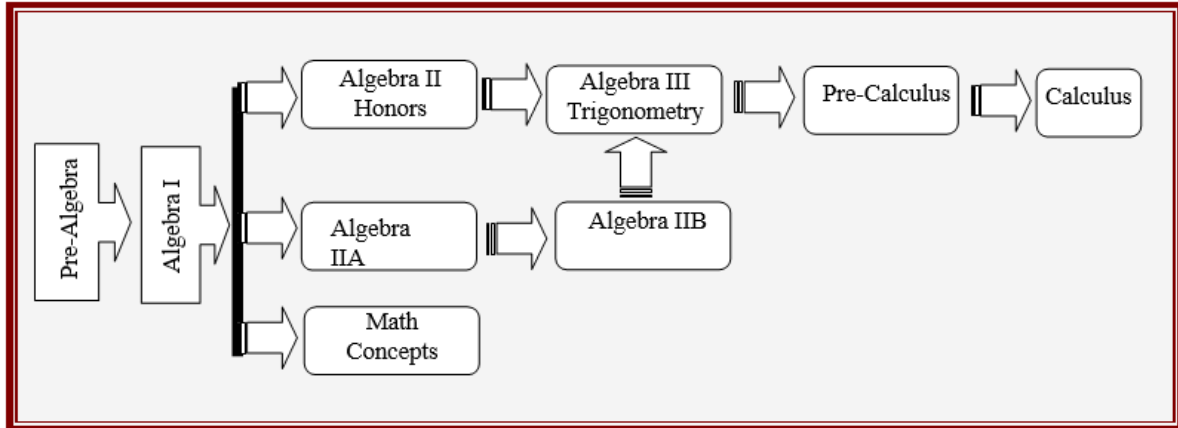 Pre-Algebra
Algebra I
Algebra II
Honors
Algebra III
Trigonometry
Pre-Calculus
Calculus
Algebra
IIA
Algebra IIB
Math
Concepts